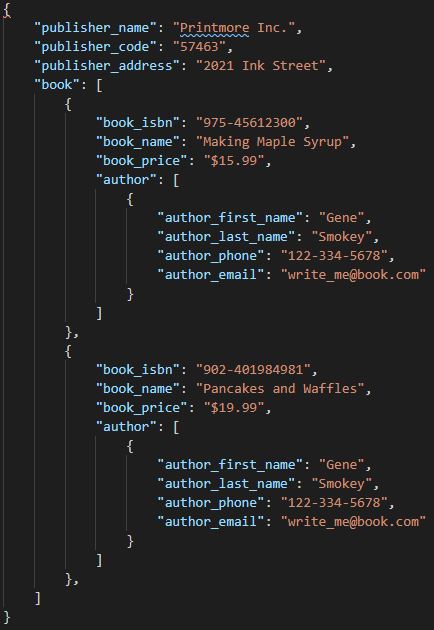 {
    "publisher_name": "Printmore Inc.",
    "publisher_code": "57463",
    "publisher_address": "2021 Ink Street",
    "book": [
        {
            "book_isbn": "975-45612300",
            "book_name": "Making Maple Syrup",
            "book_price": "$15.99",
            "author": [
                {
                    "author_first_name": "Gene",
                    "author_last_name": "Smokey",
                    "author_phone": "122-334-5678",
                    "author_email": "write_me@book.com"
                }
            ]
        },
        {
            "book_isbn": "902-401984981",
            "book_name": "Pancakes and Waffles",
            "book_price": "$19.99",
            "author": [
                {
                    "author_first_name": "Gene",
                    "author_last_name": "Smokey",
                    "author_phone": "122-334-5678",
                    "author_email": "write_me@book.com"
                }
            ]
        },
    ]
}